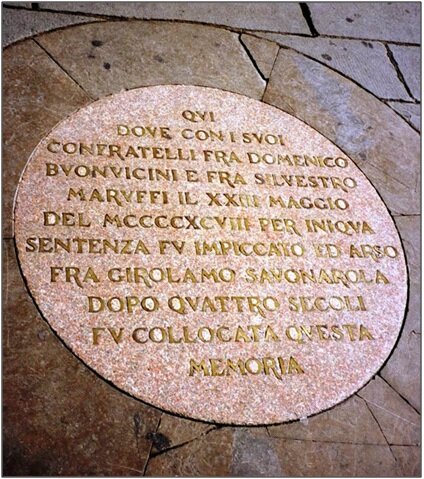 QVI
DOVE CON I SVOI
CONFRATELLI FRA DOMENICO
BVONVICINI E FRA SILVESTRO
MARVFFI IL XXIII MAGGIO
DEL MCCCCXCVIII PER INIQVA
SENTENZA FV IMPICCATO ED ARSO
FRA GIROLAMO SAVONAROLA
DOPO QVATTRO SECOLI
FV COLLOCATA QVESTA
MEMORIA